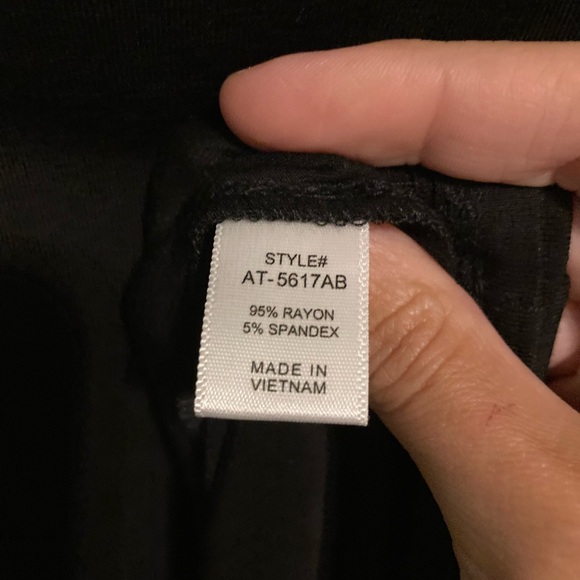 STYLE#
AT-5617AB
95% RAYON
5% SPANDEX
MADE IN
VIETNAM